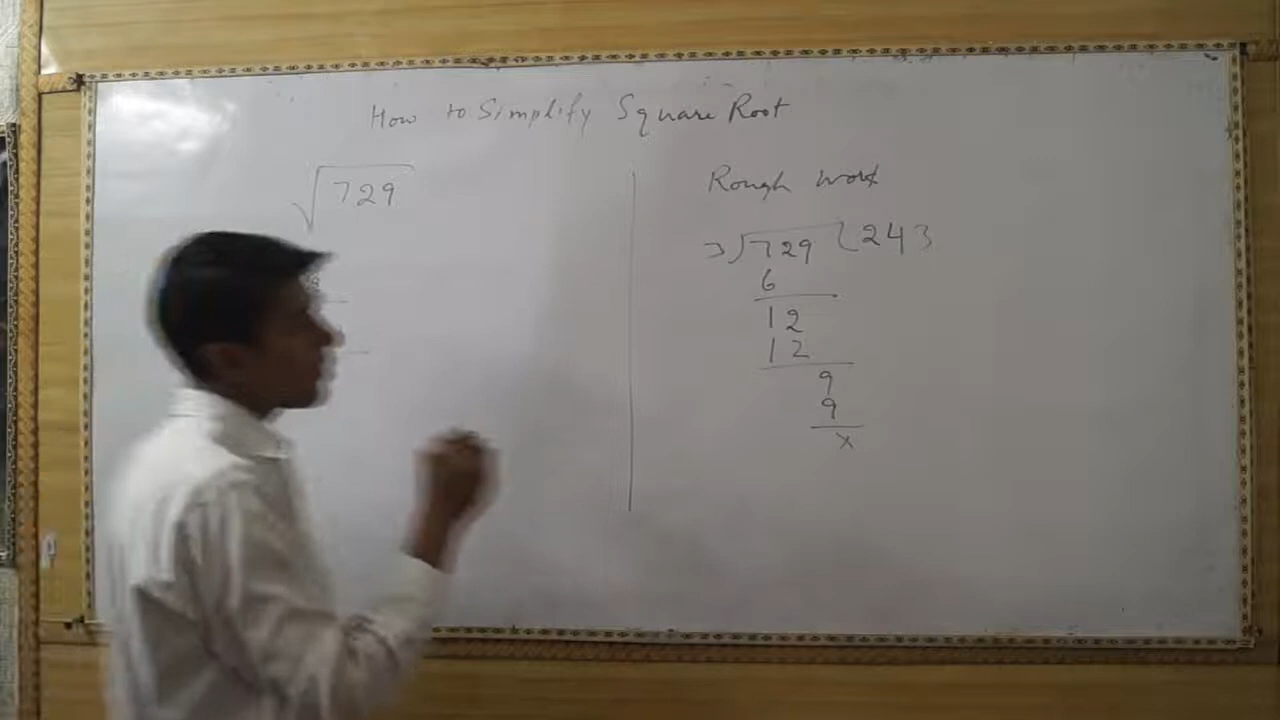 How to Simplify Square Root
√729
Rough work
3)729(243
6
12
12
9
9
x